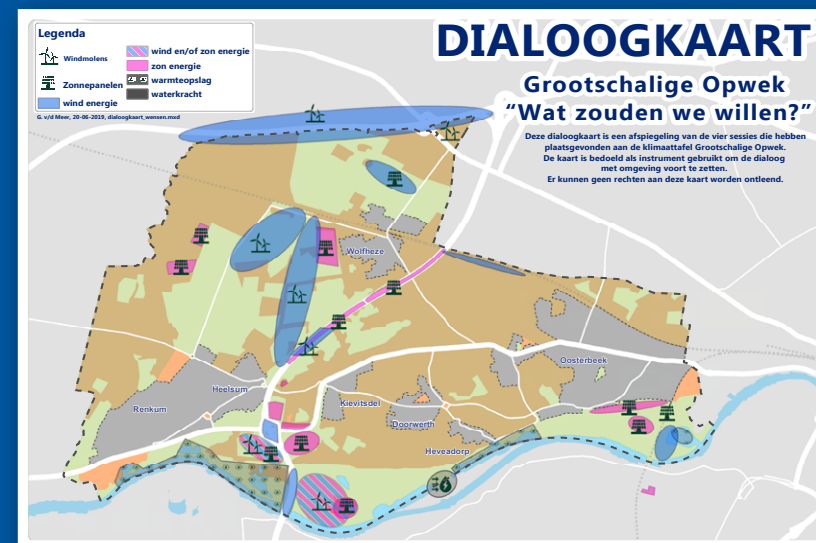 DIALOOGKAART
Grootschalige Opwek
“Wat zouden we willen?”
Deze dialoogkaart is een afspiegeling van de vier sessies die hebben
plaatsgevonden aan de klimaattafel Grootschalige Opwek.
De kaart is bedoeld als instrument gebruikt om de dialoog
met omgeving voort te zetten.
Er kunnen geen rechten aan deze kaart worden ontleend.
Legenda
Windmolens
Zonnepanelen
wind energie
wind en/of zon energie
zon energie
warmteopslag
waterkracht
G. v/d Meer, 20-06-2019, dialoogkaart_wensen.mxd
Wolfheze
Oosterbeek
Heelsum
Renkum
Kievitsdel
Doorwerth
Heveadorp